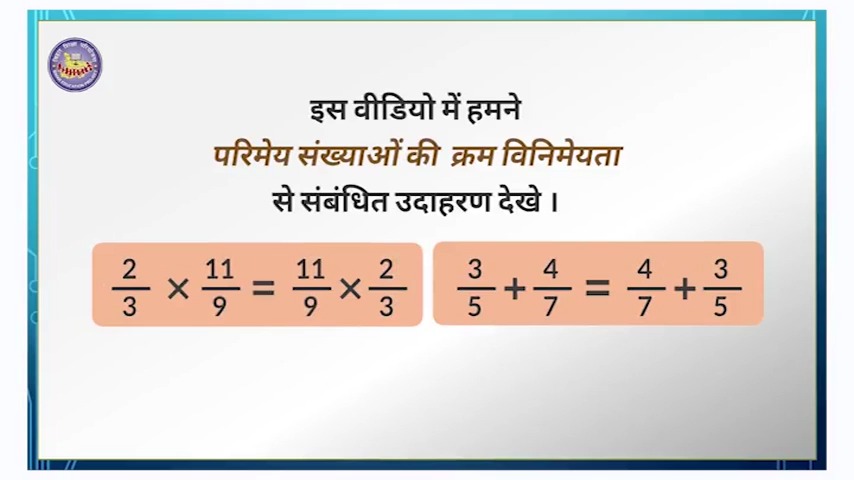 इस वीडियो में हमने
परिमेय संख्याओं की क्रम विनिमेयता
से संबंधित उदाहरण देखे ।
2/3 × 11/9 = 11/9 × 2/3
3/5 + 4/7 = 4/7 + 3/5